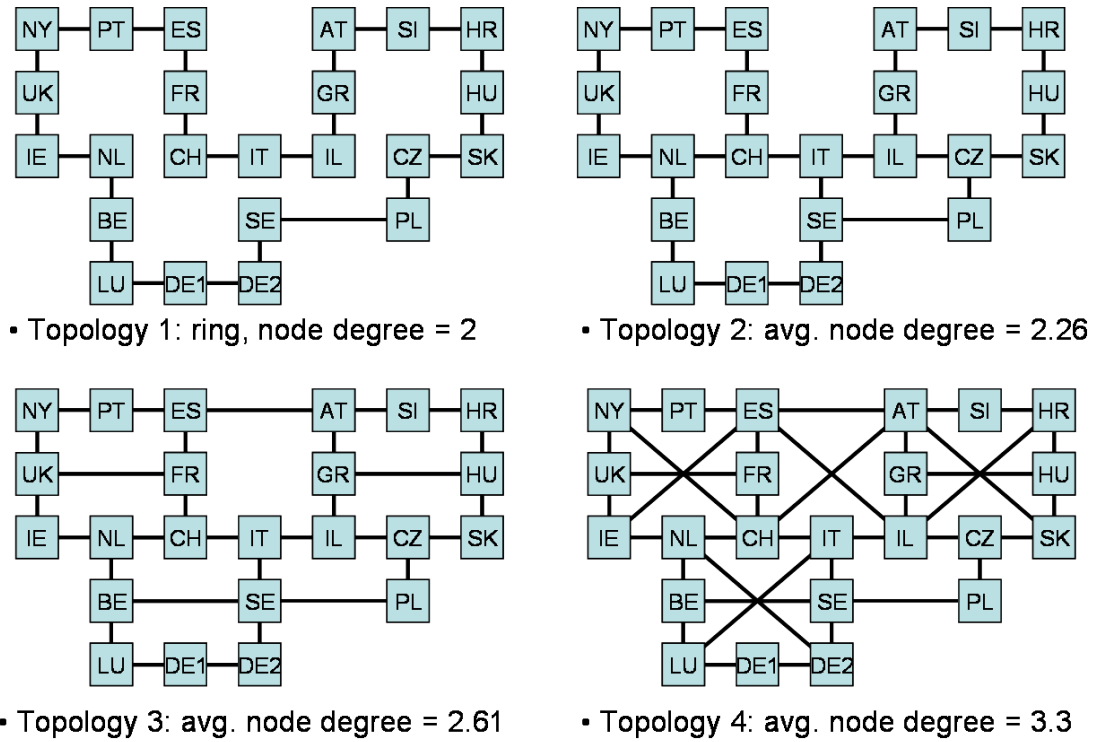 NY PT ES AT SI HR
UK FR GR HU
IE NL CH IT IL CZ SK
BE SE PL
LU DE1 DE2
▪ Topology 1: ring, node degree = 2
NY PT ES AT SI HR
UK FR GR HU
IE NL CH IT IL CZ SK
BE SE PL
LU DE1 DE2
▪ Topology 2: avg. node degree = 2.26
NY PT ES AT SI HR
UK FR GR HU
IE NL CH IT IL CZ SK
BE SE PL
LU DE1 DE2
▪ Topology 3: avg. node degree = 2.61
NY PT ES AT SI HR
UK FR GR HU
IE NL CH IT IL CZ SK
BE SE PL
LU DE1 DE2
▪ Topology 4: avg. node degree = 3.3